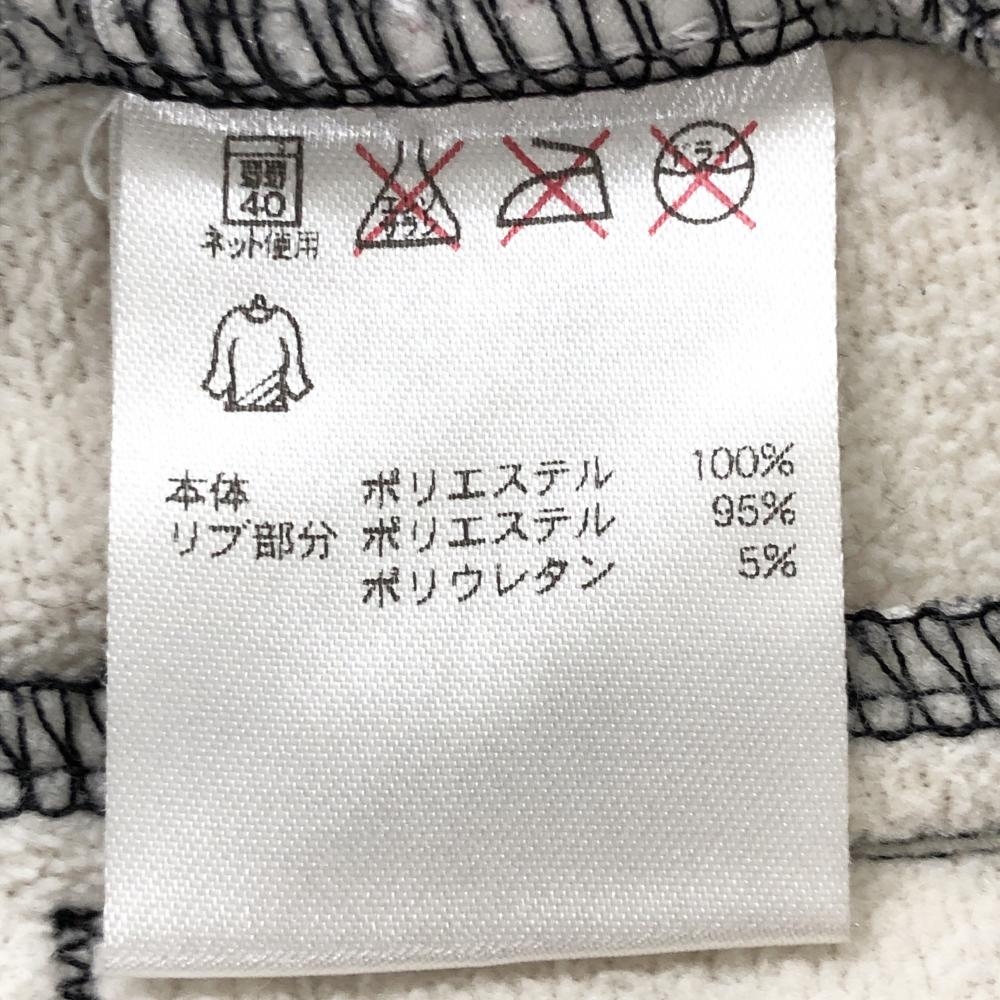 弱 40
ネット使用
エンソ
サラシ
ドライ
本体 ポリエステル 100%
リブ部分 ポリエステル 95%
ポリウレタン 5%